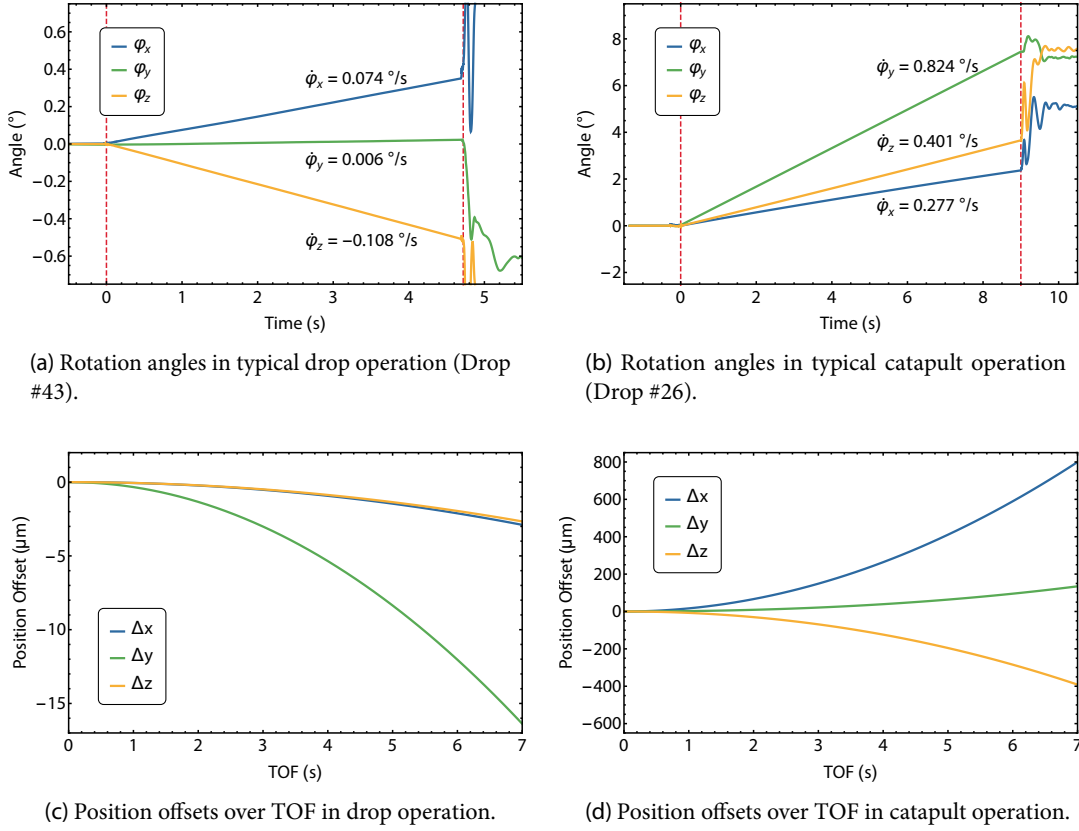 0.6
0.4
0.2
0.0
−0.2
−0.4
−0.6
Angle (°)
φx
φy
φz
φ̇x = 0.074 °/s
φ̇y = 0.006 °/s
φ̇z = −0.108 °/s
0 1 2 3 4 5
Time (s)
(a) Rotation angles in typical drop operation (Drop
#43).
8
6
4
2
0
−2
Angle (°)
φx
φy
φz
φ̇y = 0.824 °/s
φ̇z = 0.401 °/s
φ̇x = 0.277 °/s
0 2 4 6 8 10
Time (s)
(b) Rotation angles in typical catapult operation
(Drop #26).
0
−5
−10
−15
Position Offset (μm)
Δx
Δy
Δz
0 1 2 3 4 5 6 7
TOF (s)
(c) Position offsets over TOF in drop operation.
800
600
400
200
0
−200
−400
−600
Position Offset (μm)
Δx
Δy
Δz
0 1 2 3 4 5 6 7
TOF (s)
(d) Position offsets over TOF in catapult operation.